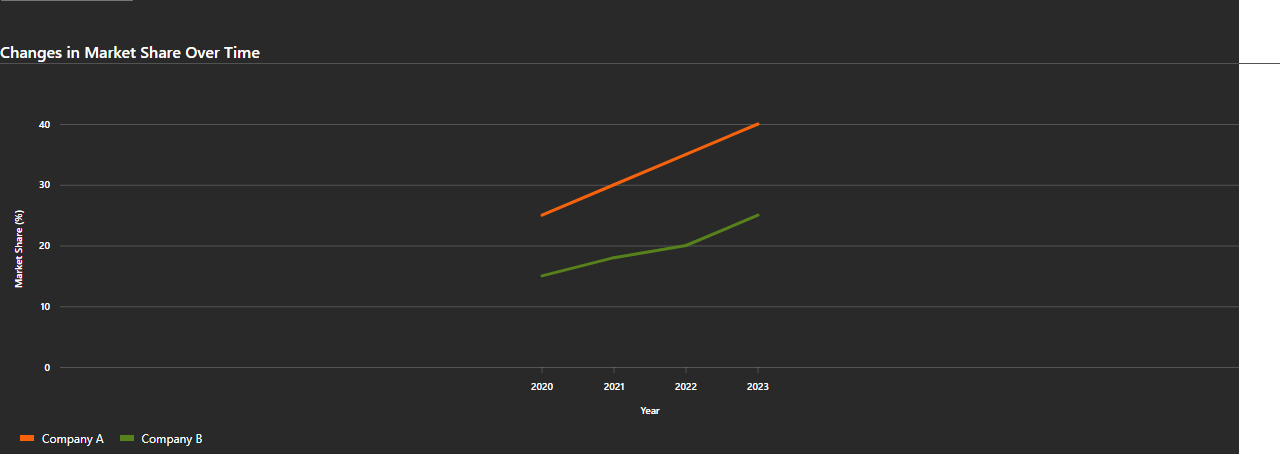 Changes in Market Share Over Time
40
30
20
10
0
Market Share (%)
2020 2021 2022 2023
Year
Company A Company B